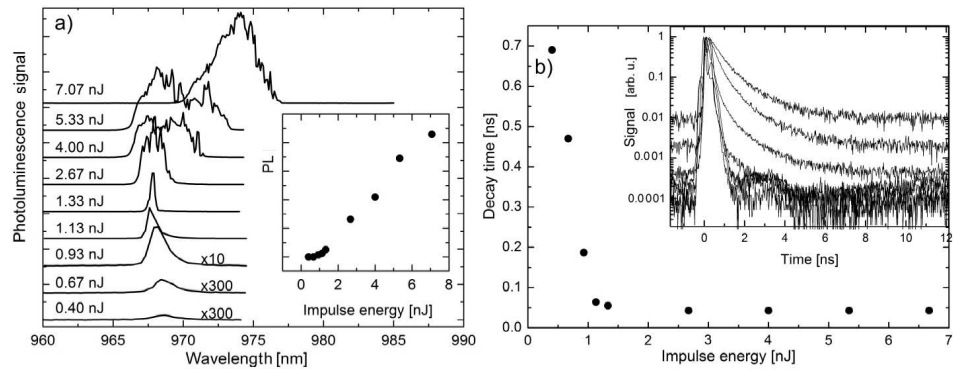 a)
Photoluminescence signal
7.07 nJ
5.33 nJ
4.00 nJ
2.67 nJ
1.33 nJ
1.13 nJ
0.93 nJ
x10
0.67 nJ
x300
0.40 nJ
x300
960 965 970 975 980 985 990
Wavelength [nm]
PL
0 2 4 6 8
Impulse energy [nJ]
b)
Decay time [ns]
0.7
0.6
0.5
0.4
0.3
0.2
0.1
0.0
0 1 2 3 4 5 6 7
Impulse energy [nJ]
Signal [arb. u.]
1
0.1
0.01
0.001
0.0001
0 2 4 6 8 10 12
Time [ns]